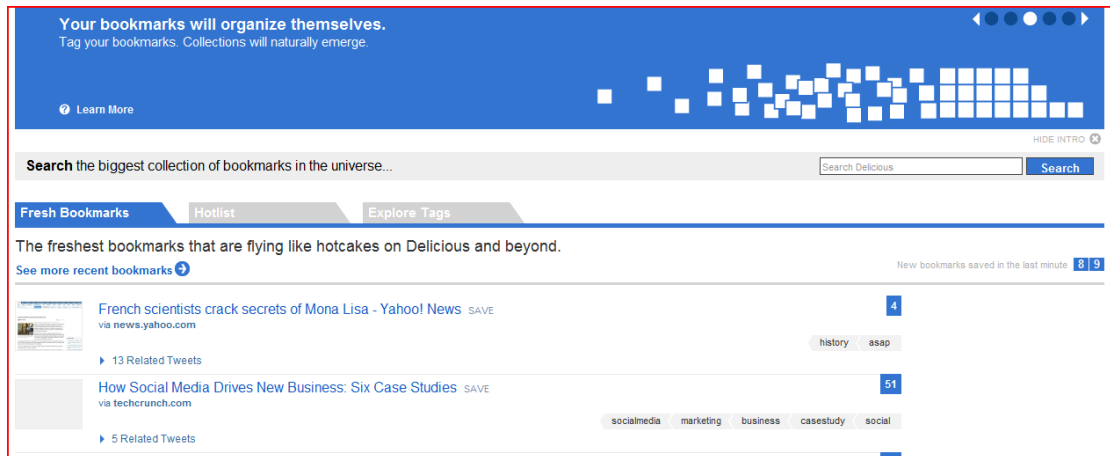 Your bookmarks will organize themselves.
Tag your bookmarks. Collections will naturally emerge.
? Learn More
HIDE INTRO
Search the biggest collection of bookmarks in the universe...
Search Delicious
Search
Fresh Bookmarks
Hotlist
Explore Tags
The freshest bookmarks that are flying like hotcakes on Delicious and beyond.
See more recent bookmarks
New bookmarks saved in the last minute 8 9
French scientists crack secrets of Mona Lisa - Yahoo! News SAVE
4
via news.yahoo.com
history asap
13 Related Tweets
How Social Media Drives New Business: Six Case Studies SAVE
51
via techcrunch.com
socialmedia marketing business casestudy social
5 Related Tweets